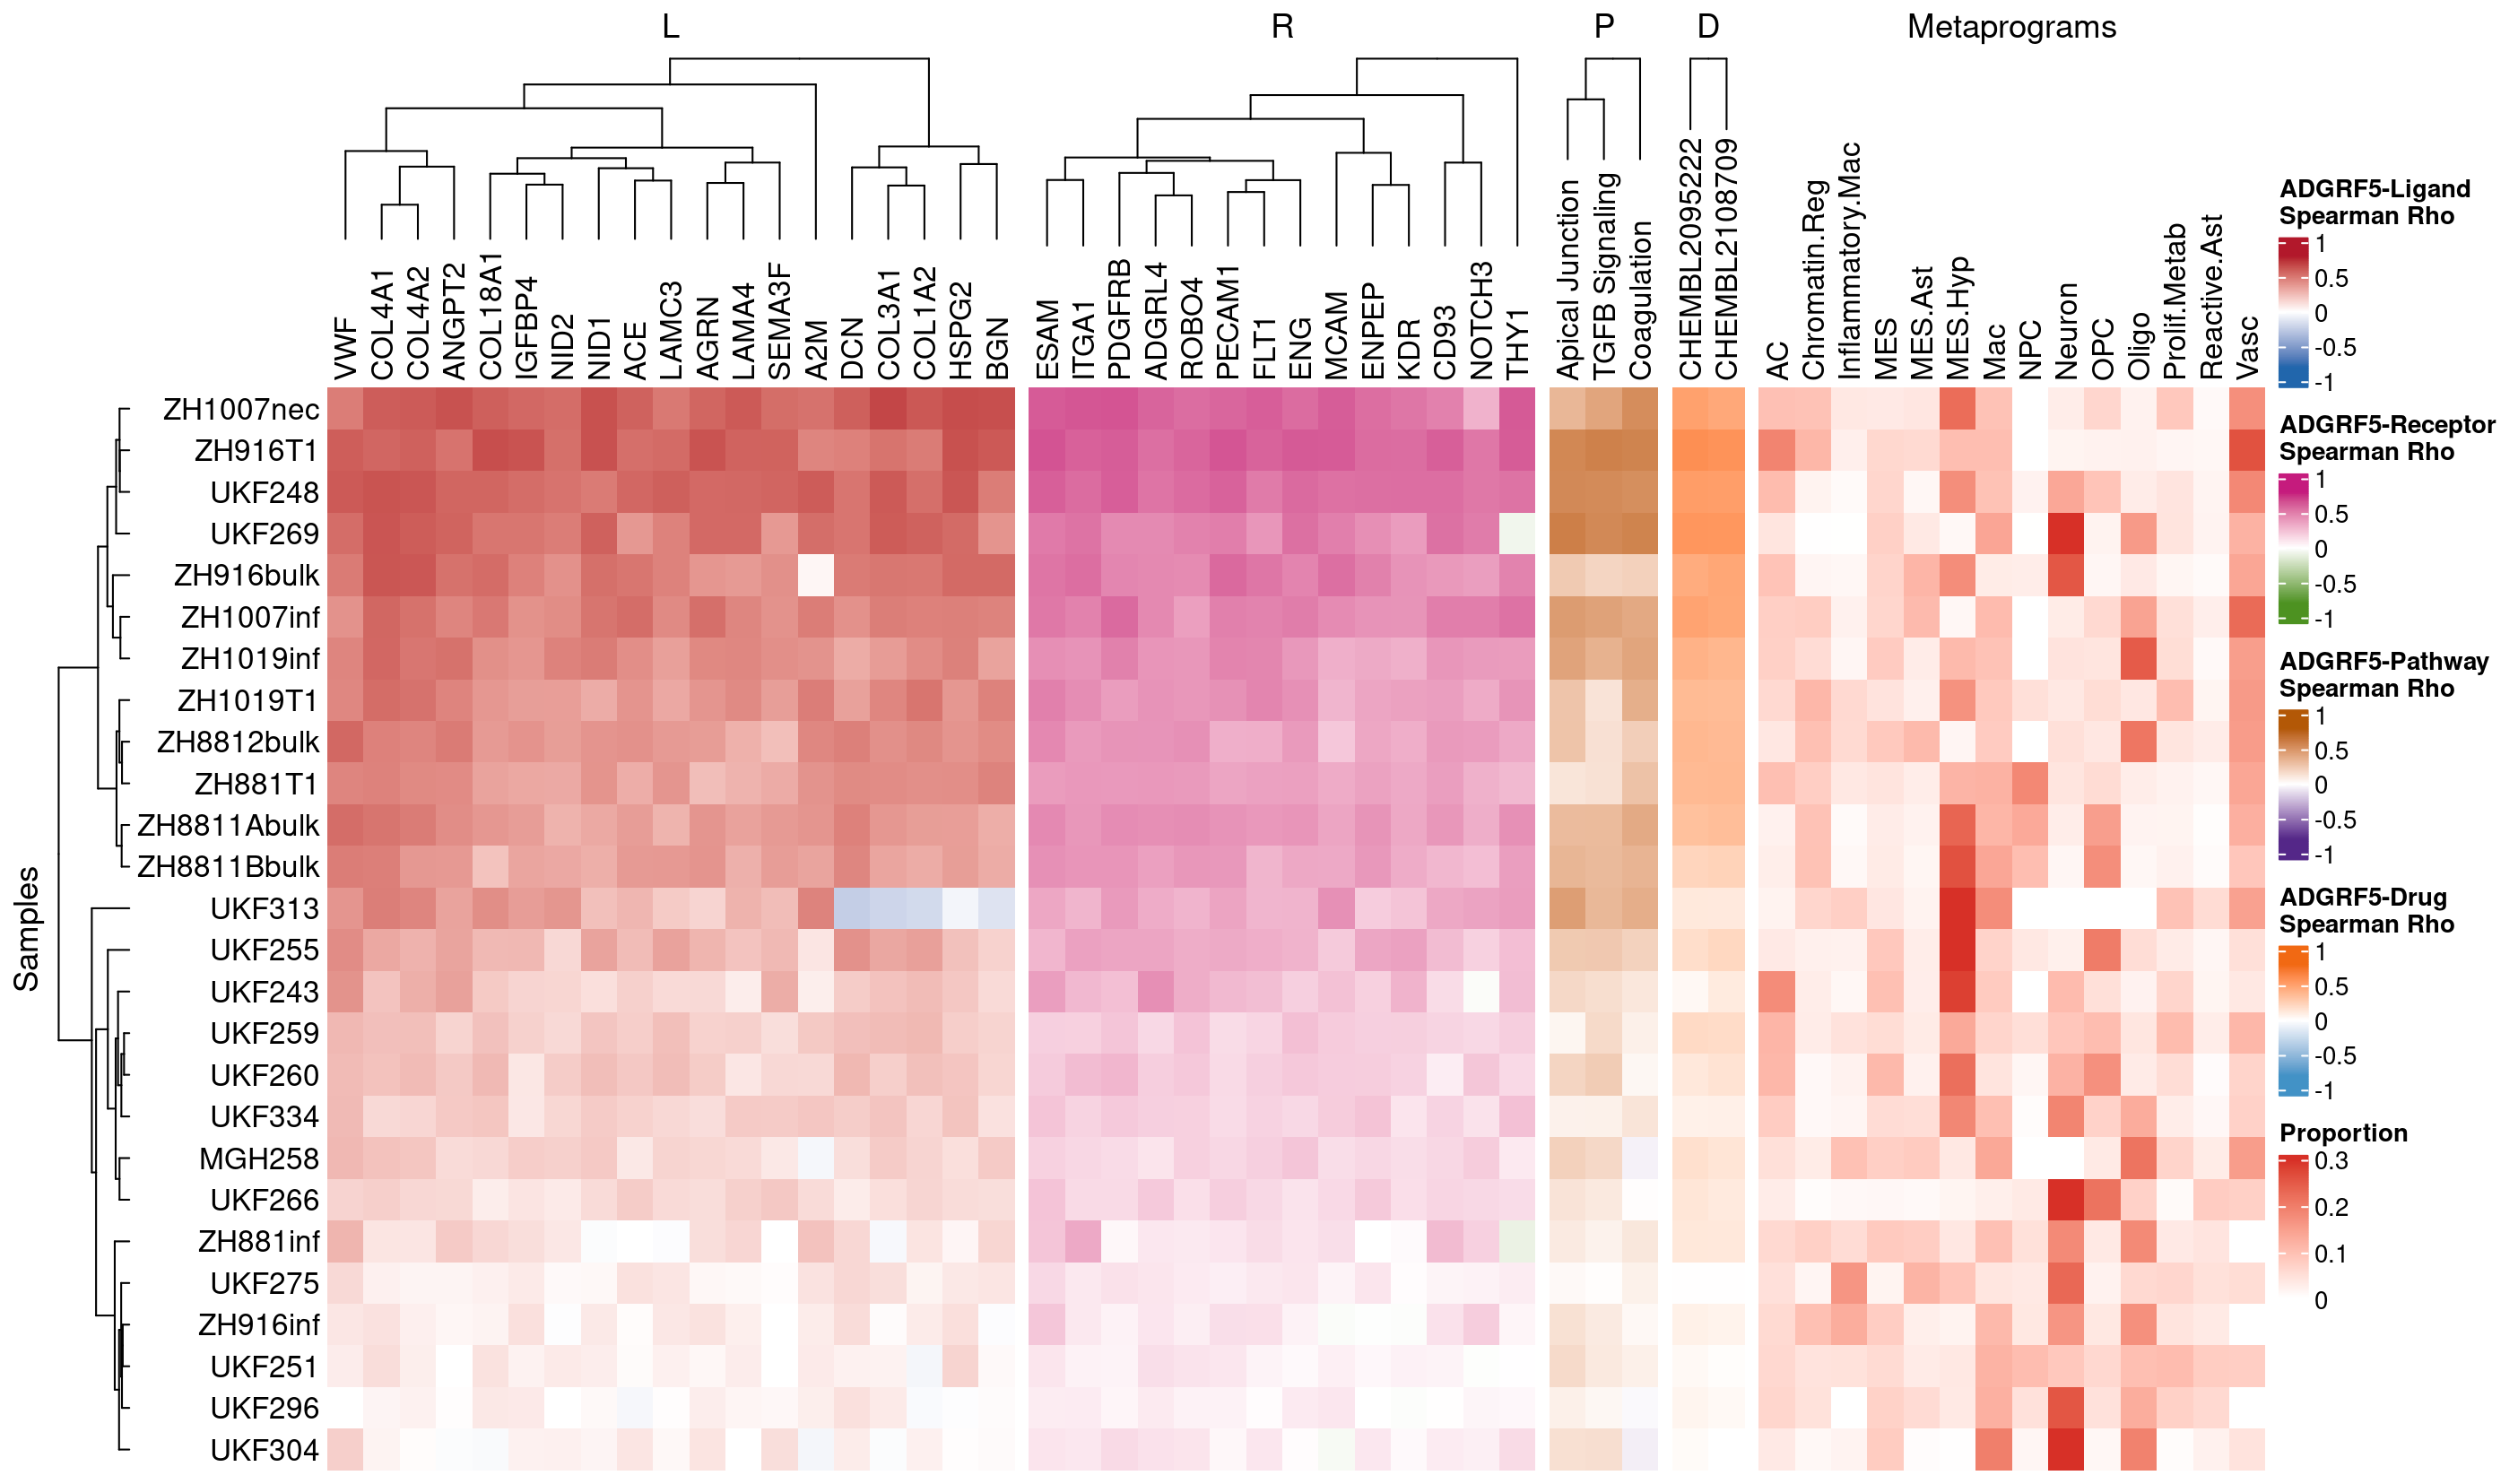 L R P D Metaprograms
VWF
COL4A1
COL4A2
ANGPT2
COL18A1
IGFBP4
NID2
NID1
ACE
LAMC3
AGRN
LAMA4
SEMA3F
A2M
DCN
COL3A1
COL1A2
HSPG2
BGN
ESAM
ITGA1
PDGFRB
ADGRL4
ROBO4
PECAM1
FLT1
ENG
MCAM
ENPEP
KDR
CD93
NOTCH3
THY1
Apical Junction
TGFB Signaling
Coagulation
CHEMBL2095222
CHEMBL2108709
AC
Chromatin.Reg
Inflammatory.Mac
MES
MES.Ast
MES.Hyp
Mac
NPC
Neuron
OPC
Oligo
Prolif.Metab
Reactive.Ast
Vasc
Samples
ZH1007nec
ZH916T1
UKF248
UKF269
ZH916bulk
ZH1007inf
ZH1019inf
ZH1019T1
ZH8812bulk
ZH881T1
ZH8811Abulk
ZH8811Bbulk
UKF313
UKF255
UKF243
UKF259
UKF260
UKF334
MGH258
UKF266
ZH881inf
UKF275
ZH916inf
UKF251
UKF296
UKF304
ADGRF5-Ligand
Spearman Rho
1
0.5
0
-0.5
-1
ADGRF5-Receptor
Spearman Rho
1
0.5
0
-0.5
-1
ADGRF5-Pathway
Spearman Rho
1
0.5
0
-0.5
-1
ADGRF5-Drug
Spearman Rho
1
0.5
0
-0.5
-1
Proportion
0.3
0.2
0.1
0